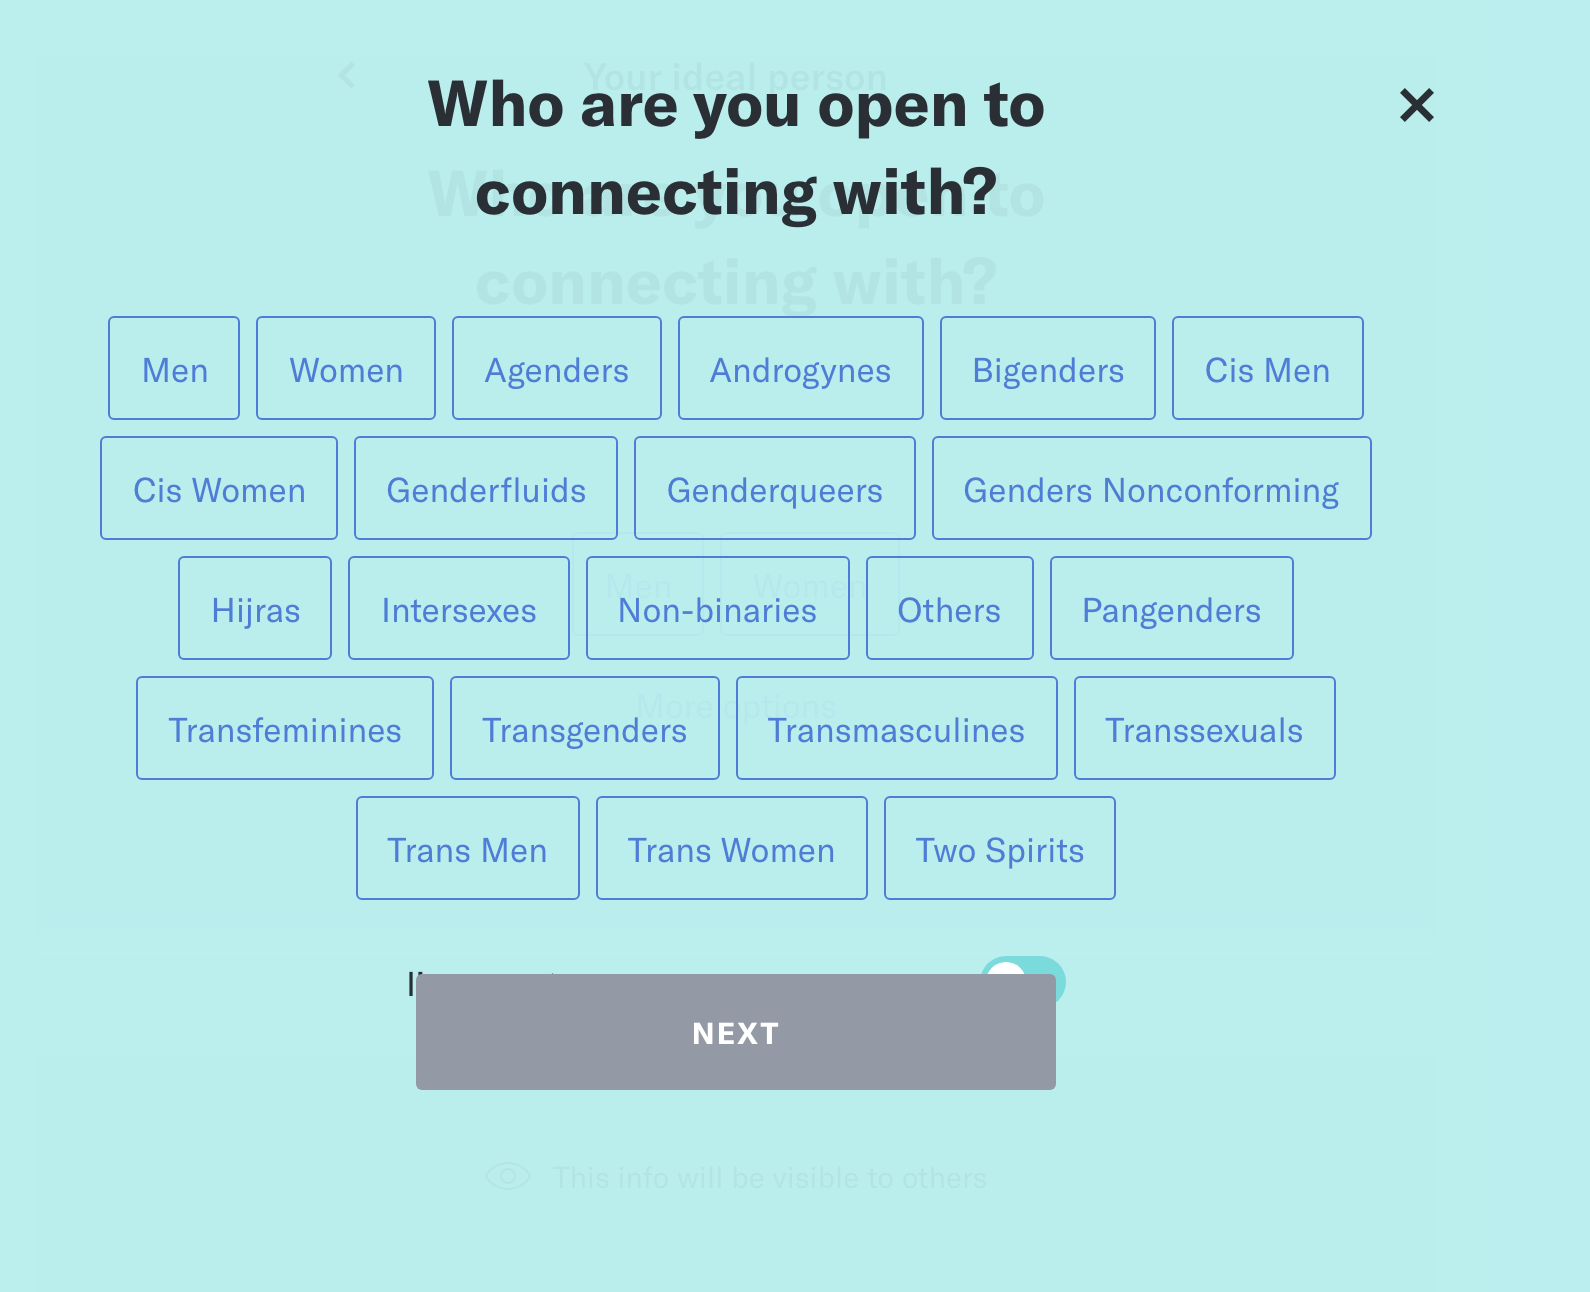 Your ideal person
Who are you open to
connecting with?
Who are you open to
connecting with?
Men Women Agenders Androgynes Bigenders Cis Men
Cis Women Genderfluids Genderqueers Genders Nonconforming
Men Women
Hijras Intersexes Non-binaries Others Pangenders
More options
Transfeminines Transgenders Transmasculines Transsexuals
Trans Men Trans Women Two Spirits
NEXT
This info will be visible to others